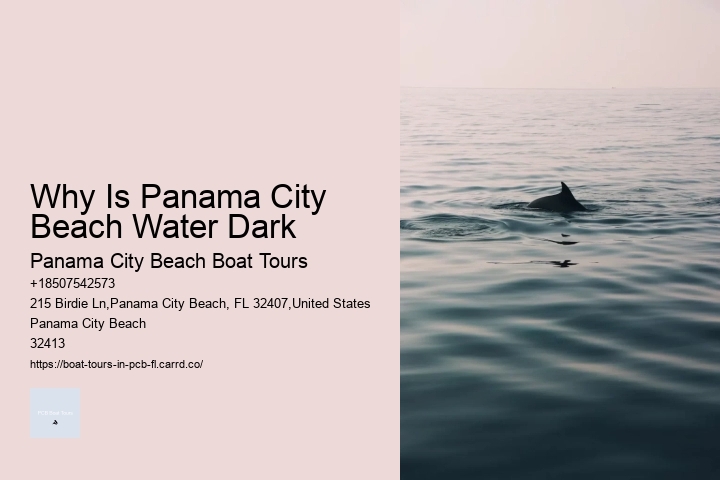 Why Is Panama City
Beach Water Dark
Panama City Beach Boat Tours
+18507542573
215 Birdie Ln,Panama City Beach, FL 32407,United States
Panama City Beach
32413
https://boat-tours-in-pcb-fl.carrd.co/